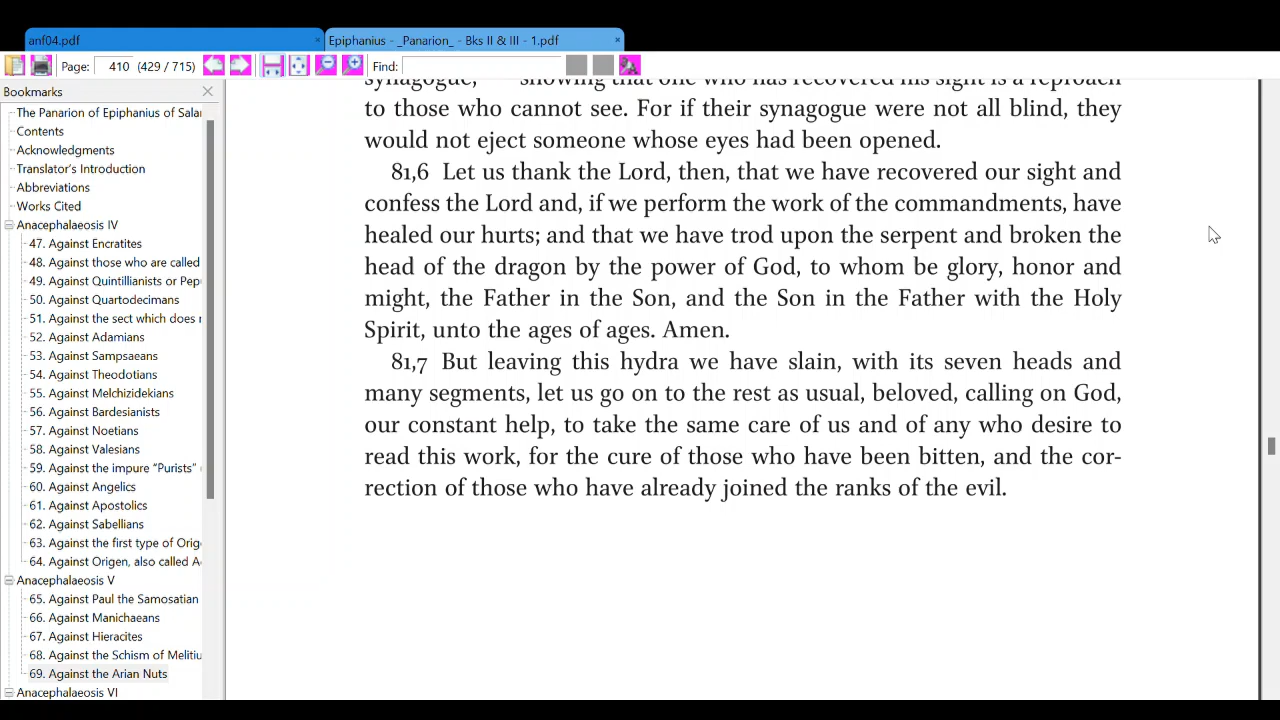 anf04.pdf
Epiphanius - _Panarion_ - Bks II & III - 1.pdf
Page: 410 (429 / 715) Find:
Bookmarks
The Panarion of Epiphanius of Sala
Contents
Acknowledgments
Translator's Introduction
Abbreviations
Works Cited
Anacephalaeosis IV
47. Against Encratites
48. Against those who are called
49. Against Quintillianists or Pep
50. Against Quartodecimans
51. Against the sect which does r
52. Against Adamians
53. Against Sampsaeans
54. Against Theodotians
55. Against Melchizidekians
56. Against Bardesianists
57. Against Noetians
58. Against Valesians
59. Against the impure “Purists” (
60. Against Angelics
61. Against Apostolics
62. Against Sabellians
63. Against the first type of Orig
64. Against Origen, also called A
Anacephalaeosis V
65. Against Paul the Samosatian
66. Against Manichaeans
67. Against Hieracites
68. Against the Schism of Melitiu
69. Against the Arian Nuts
Anacephalaeosis VI
synagogue, showing that one who has recovered his sight is a reproach
to those who cannot see. For if their synagogue were not all blind, they
would not eject someone whose eyes had been opened.
81,6 Let us thank the Lord, then, that we have recovered our sight and
confess the Lord and, if we perform the work of the commandments, have
healed our hurts; and that we have trod upon the serpent and broken the
head of the dragon by the power of God, to whom be glory, honor and
might, the Father in the Son, and the Son in the Father with the Holy
Spirit, unto the ages of ages. Amen.
81,7 But leaving this hydra we have slain, with its seven heads and
many segments, let us go on to the rest as usual, beloved, calling on God,
our constant help, to take the same care of us and of any who desire to
read this work, for the cure of those who have been bitten, and the cor-
rection of those who have already joined the ranks of the evil.